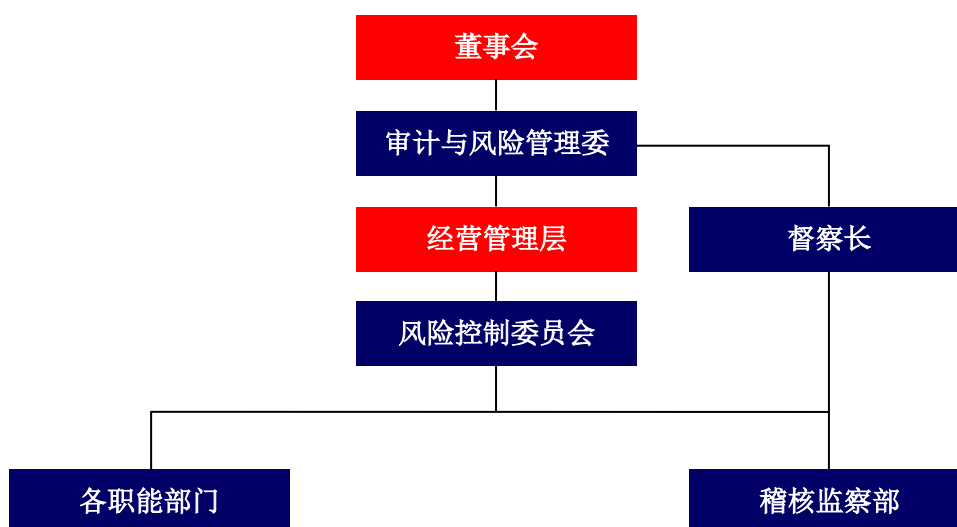 董事会
审计与风险管理委
经营管理层
督察长
风险控制委员会
各职能部门
稽核监察部